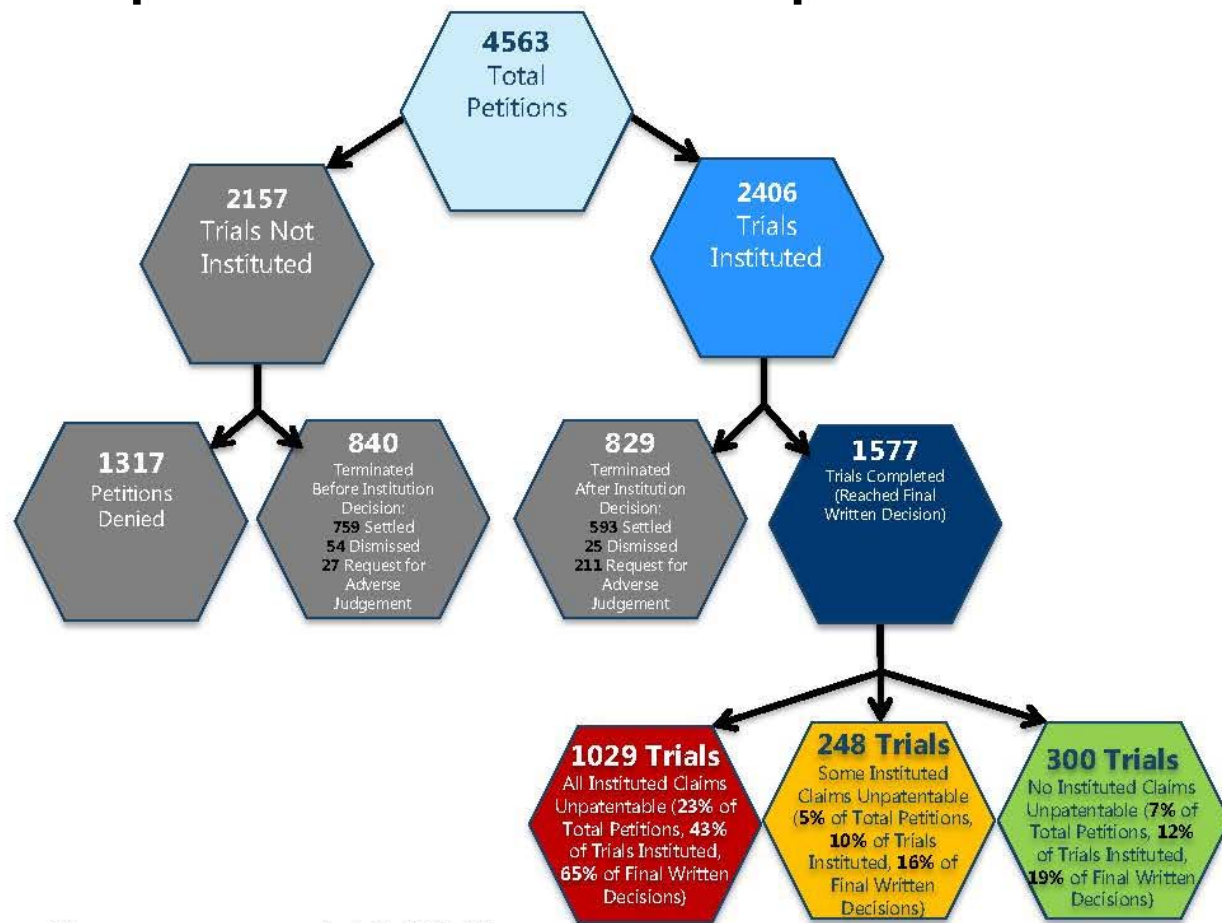 4563
Total
Petitions
2157
Trials Not
Instituted
2406
Trials
Instituted
1317
Petitions
Denied
840
Terminated
Before Institution
Decision:
759 Settled
54 Dismissed
27 Request for
Adverse
Judgement
829
Terminated
After Institution
Decision:
593 Settled
25 Dismissed
211 Request for
Adverse
Judgement
1577
Trials Completed
(Reached Final
Written Decision)
1029 Trials
All Instituted Claims
Unpatentable (23% of
Total Petitions, 43%
of Trials Instituted,
65% of Final Written
Decisions)
248 Trials
Some Instituted
Claims Unpatentable
(5% of Total Petitions,
10% of Trials
Instituted, 16% of
Final Written
Decisions)
300 Trials
No Instituted Claims
Unpatentable (7% of
Total Petitions, 12%
of Trials Instituted,
19% of Final Written
Decisions)